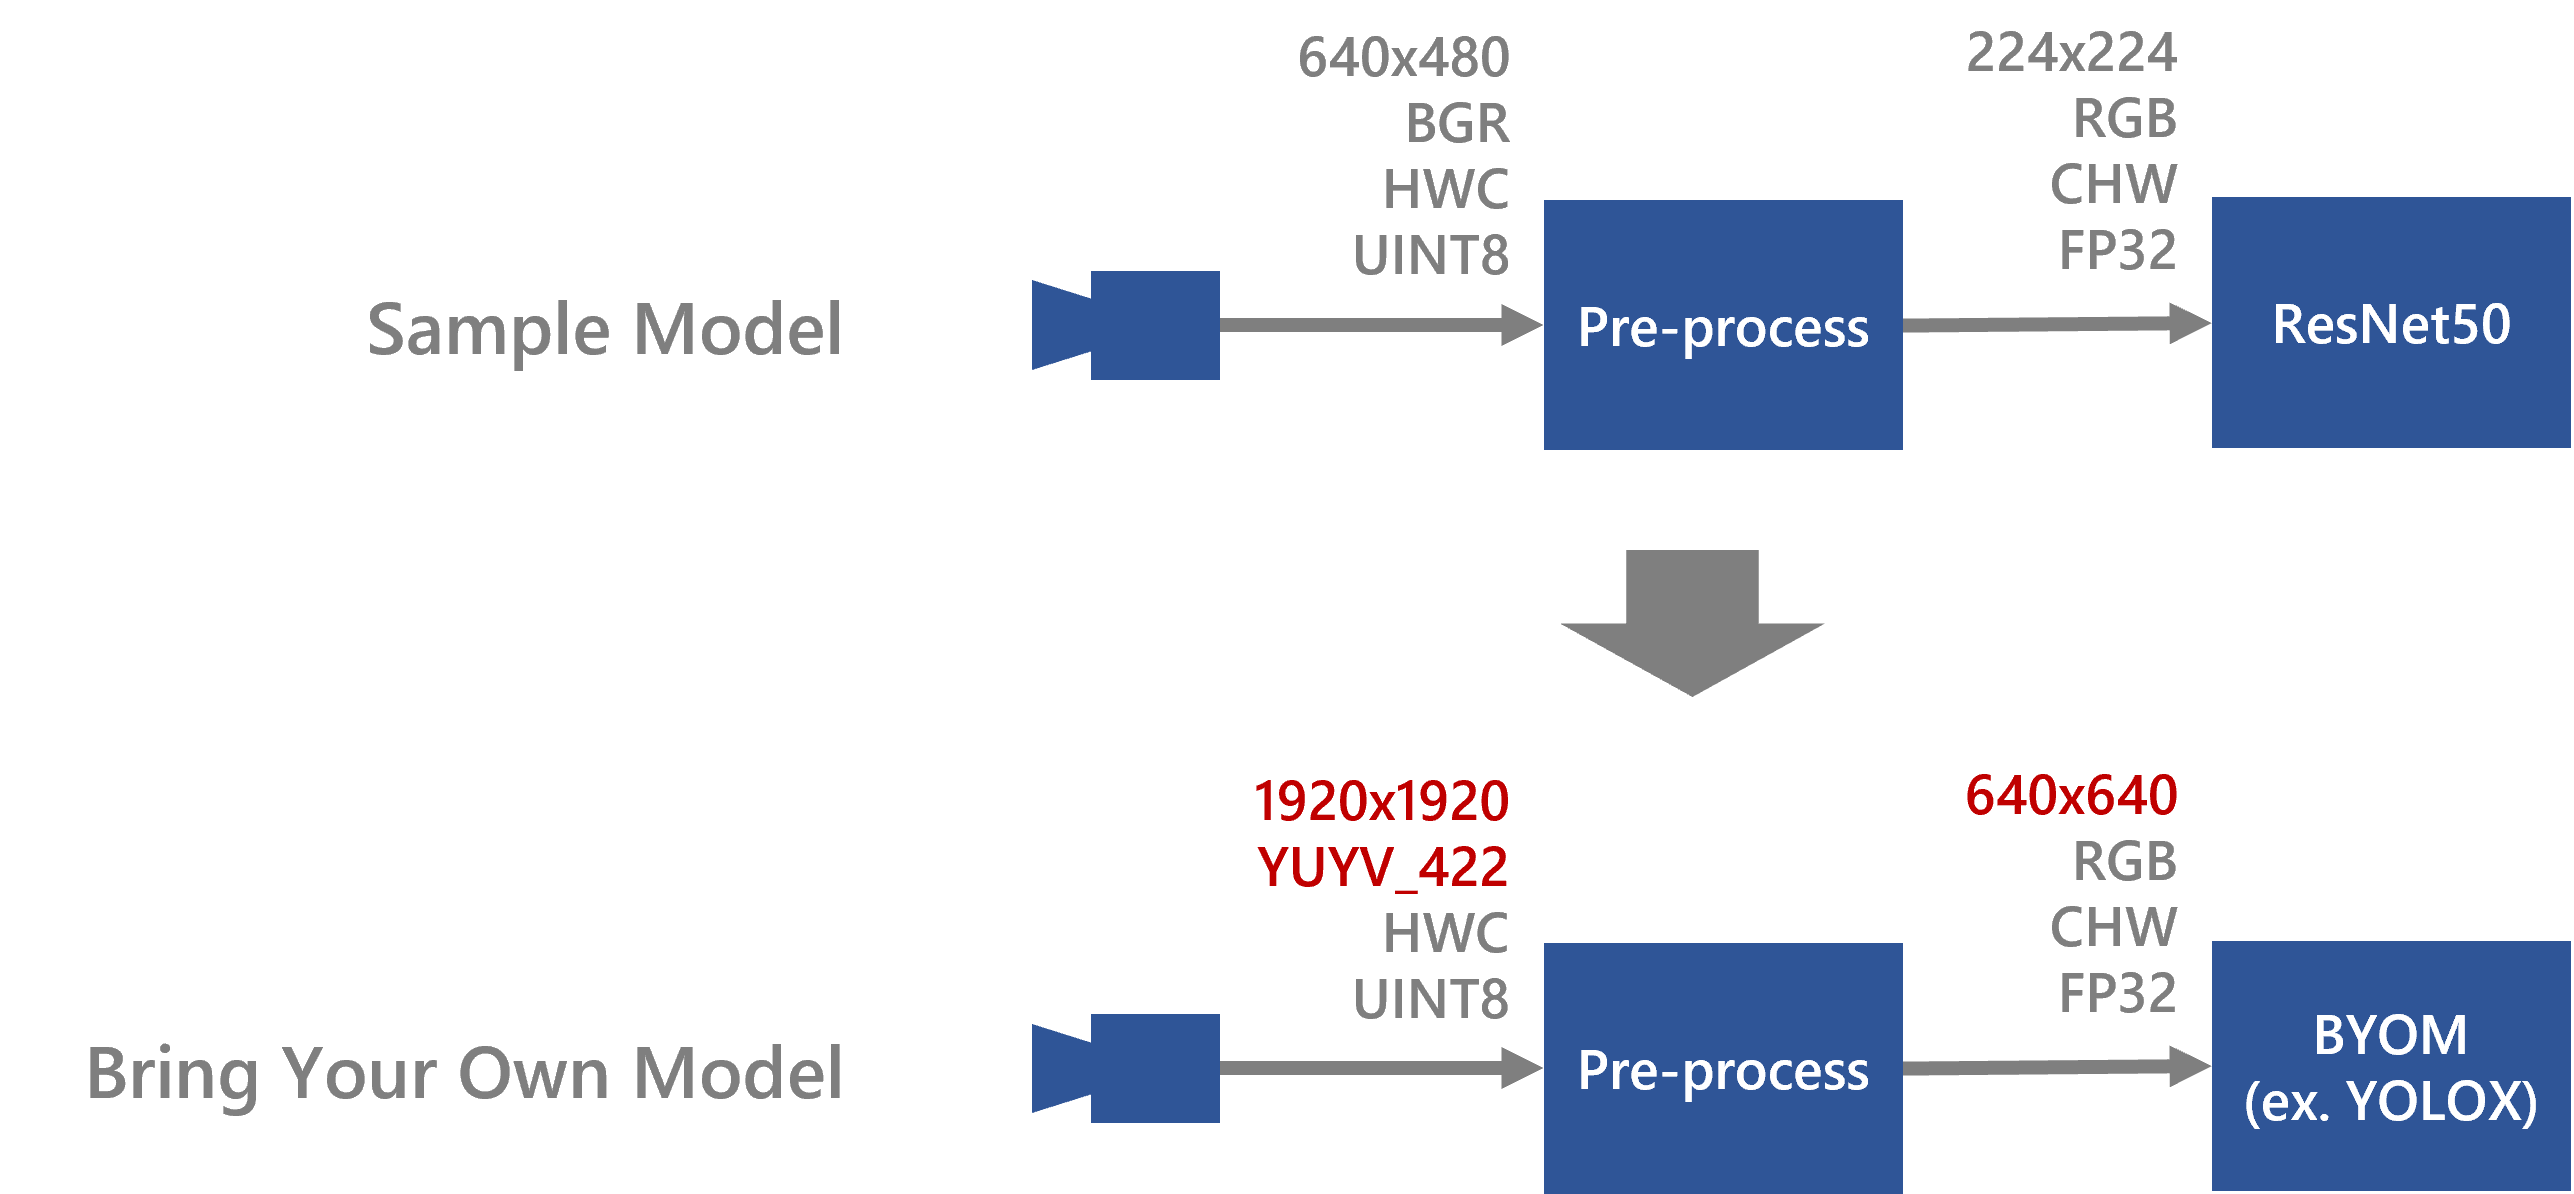 640x480
BGR
HWC
UINT8
224x224
RGB
CHW
FP32
Sample Model
Pre-process
ResNet50
1920x1920
YUYV_422
HWC
UINT8
640x640
RGB
CHW
FP32
Bring Your Own Model
Pre-process
BYOM
(ex. YOLOX)